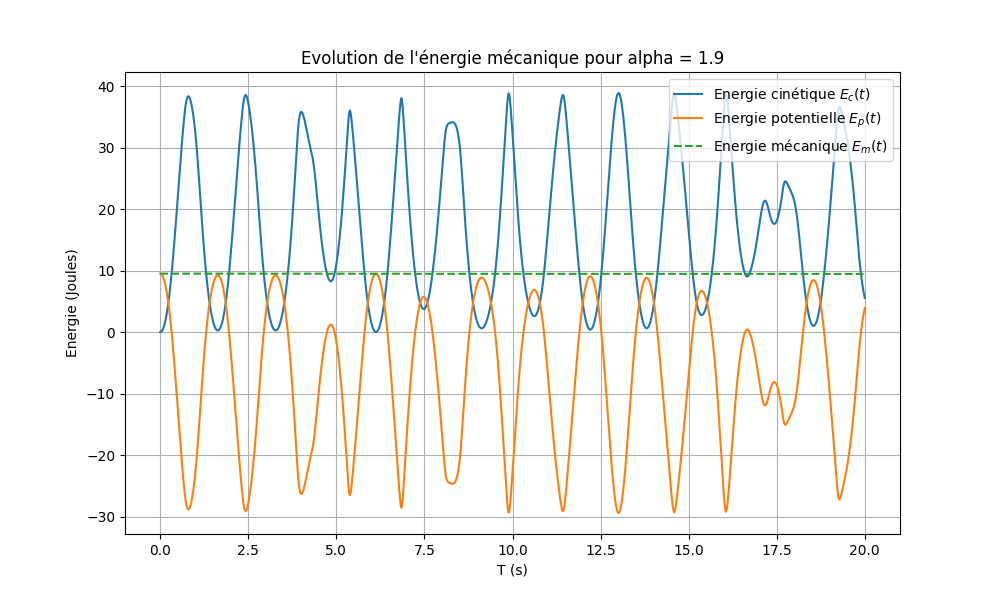 Evolution de l'énergie mécanique pour alpha = 1.9
Energie cinétique E_c(t)
Energie potentielle E_p(t)
Energie mécanique E_m(t)
Energie (Joules)
40
30
20
10
0
−10
−20
−30
0.0 2.5 5.0 7.5 10.0 12.5 15.0 17.5 20.0
T (s)